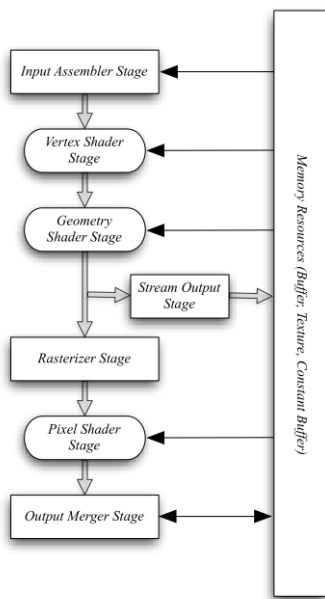 Input Assembler Stage
Vertex Shader
Stage
Geometry
Shader Stage
Stream Output
Stage
Rasterizer Stage
Pixel Shader
Stage
Output Merger Stage
Memory Resources (Buffer, Texture, Constant Buffer)